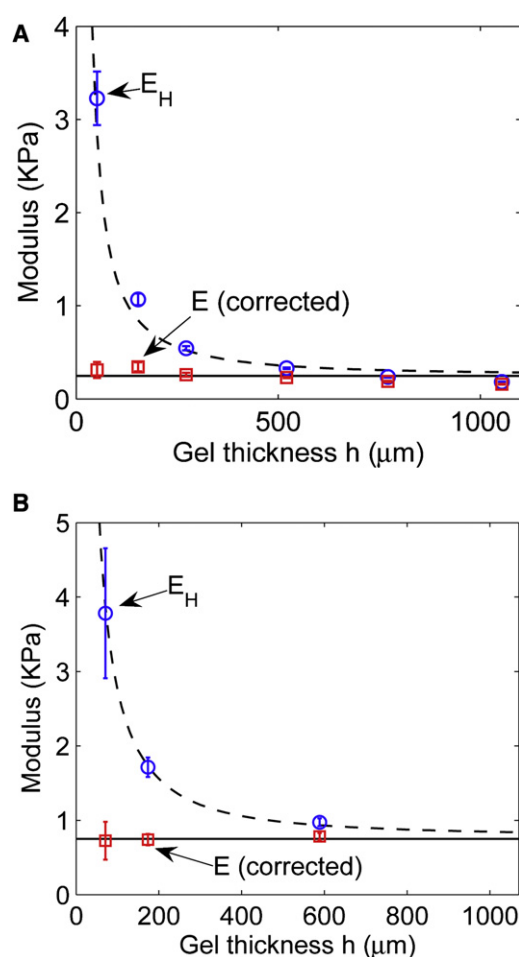 A
4
3
2
1
0
Modulus (KPa)
E_H
E (corrected)
0
500
1000
Gel thickness h (μm)
B
5
4
3
2
1
0
Modulus (KPa)
E_H
E (corrected)
0 200 400 600 800 1000
Gel thickness h (μm)